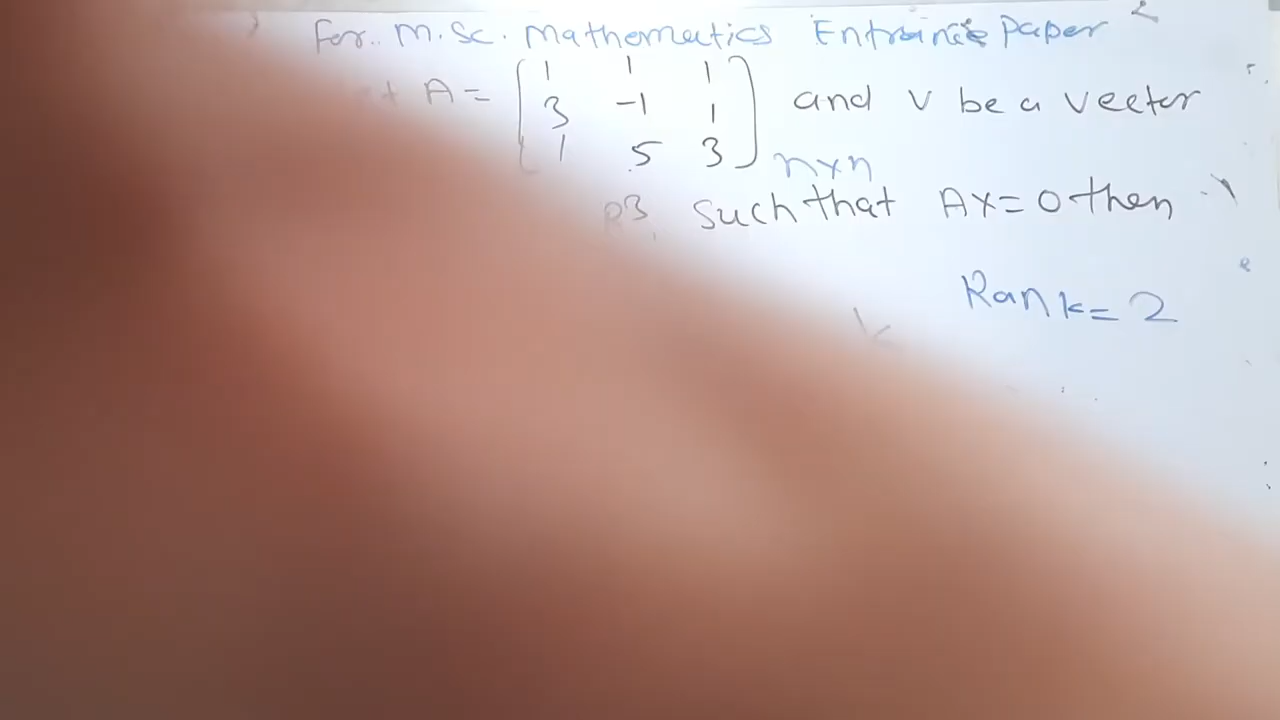 For.. M.Sc. Mathematics Entrance Paper
A = [1 1 1
3 -1 1
1 5 3] n×n and v be a vector
R3 such that AX=0 then
Rank=2